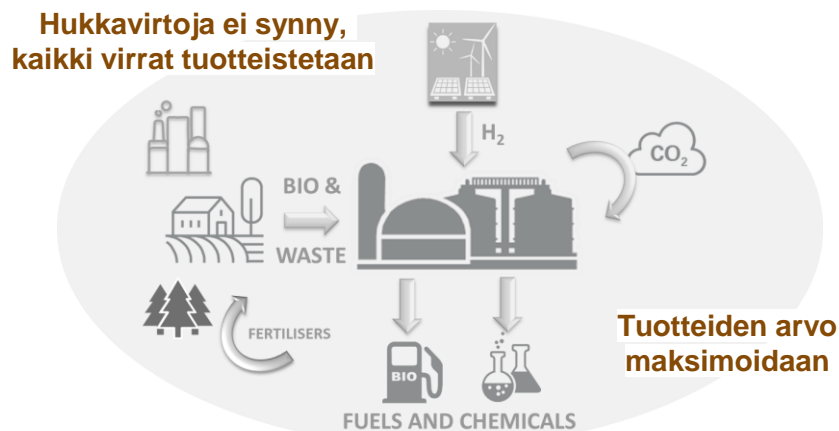 Hukkavirtoja ei synny,
kaikki virrat tuotteistetaan
H2
CO2
BIO &
WASTE
FERTILISERS
Tuotteiden arvo
maksimoidaan
BIO
FUELS AND CHEMICALS